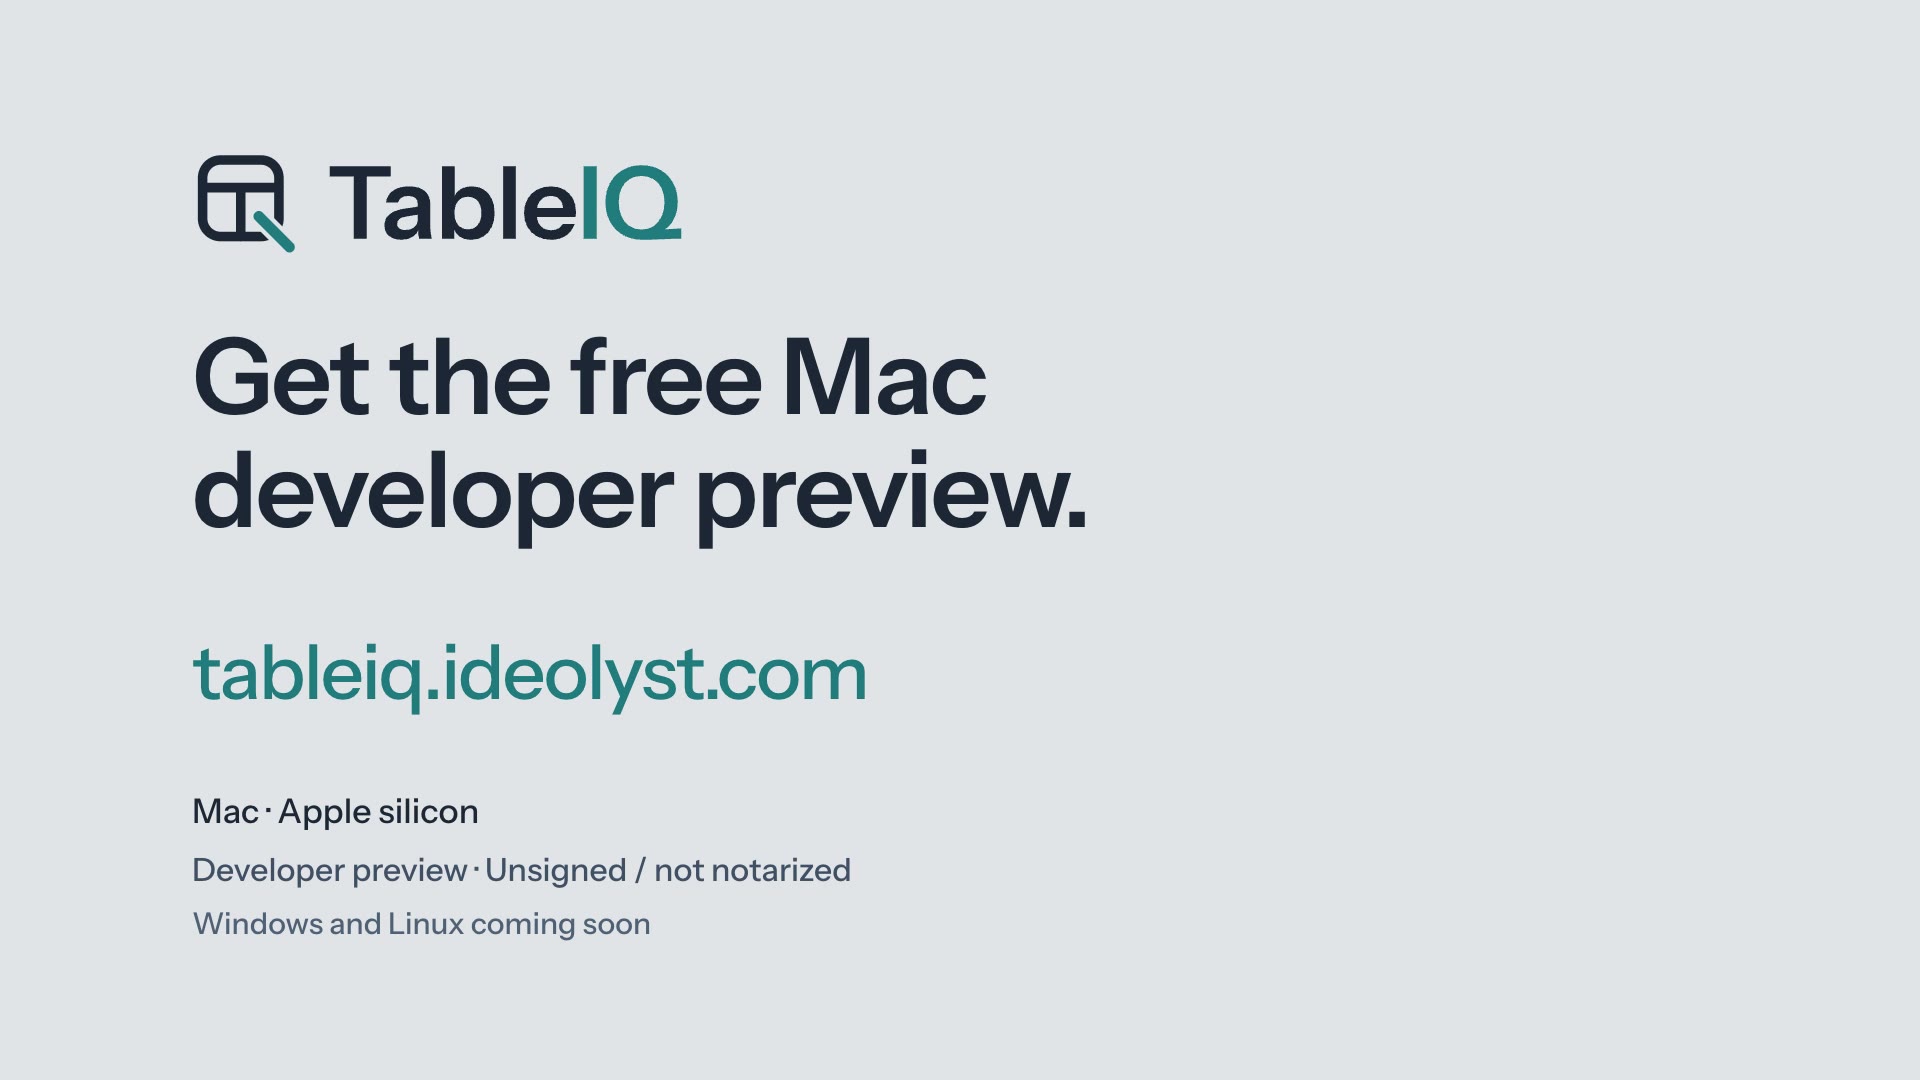 TableIQ
Get the free Mac
developer preview.
tableiq.ideolyst.com
Mac · Apple silicon
Developer preview · Unsigned / not notarized
Windows and Linux coming soon